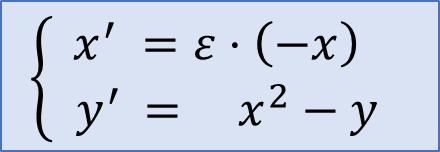 x′ = ε · (−x)
y′ = x² − y